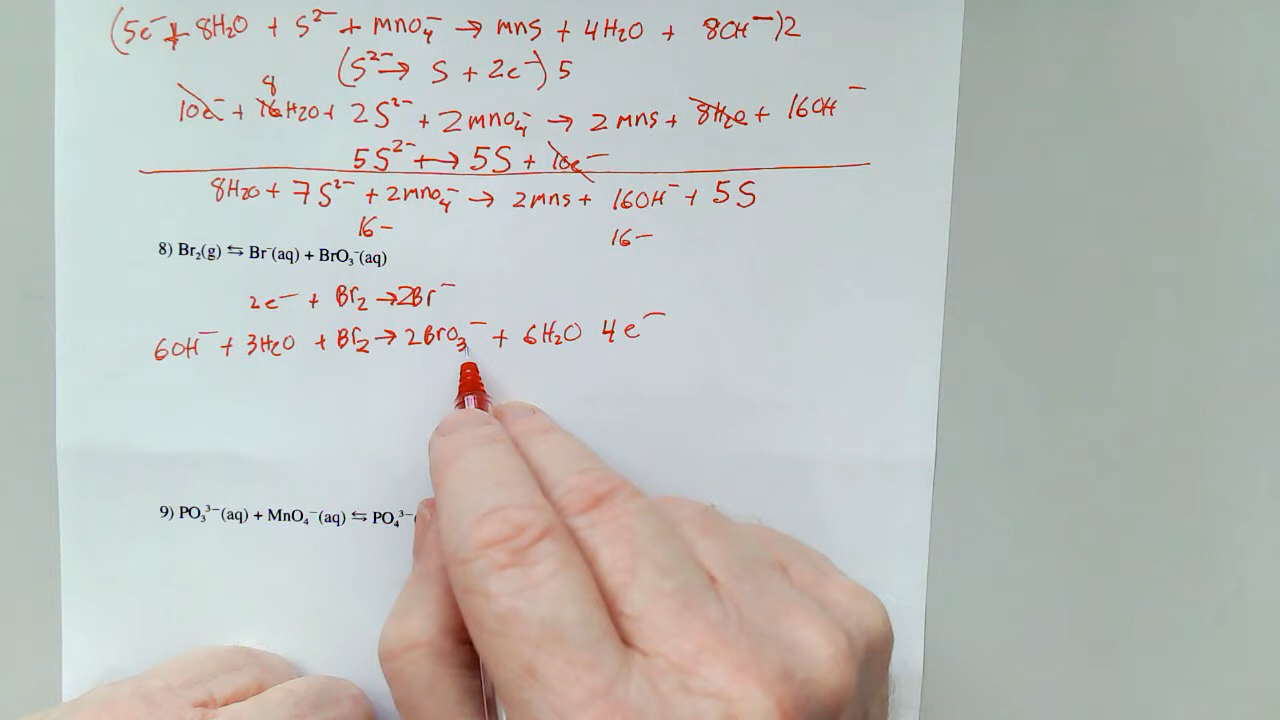 (5e⁻ + 8H₂O + S²⁻ + mnO₄⁻ → mns + 4H₂O + 8OH⁻)2
(S²⁻ → S + 2e⁻) 5
8
10e⁻ + 16H₂O + 2S²⁻ + 2mnO₄⁻ → 2mns + 8H₂O + 16OH⁻
5S²⁻ → 5S + 10e⁻
8H₂O + 7S²⁻ + 2mnO₄⁻ → 2mns + 16OH⁻ + 5S
16- 16-
8) Br₂(g) ⇆ Br⁻(aq) + BrO₃⁻(aq)
2e⁻ + Br₂ → 2Br⁻
6OH⁻ + 3H₂O + Br₂ → 2BrO₃⁻ + 6H₂O 4e⁻
9) PO₃³⁻(aq) + MnO₄⁻(aq) ⇆ PO₄³⁻(